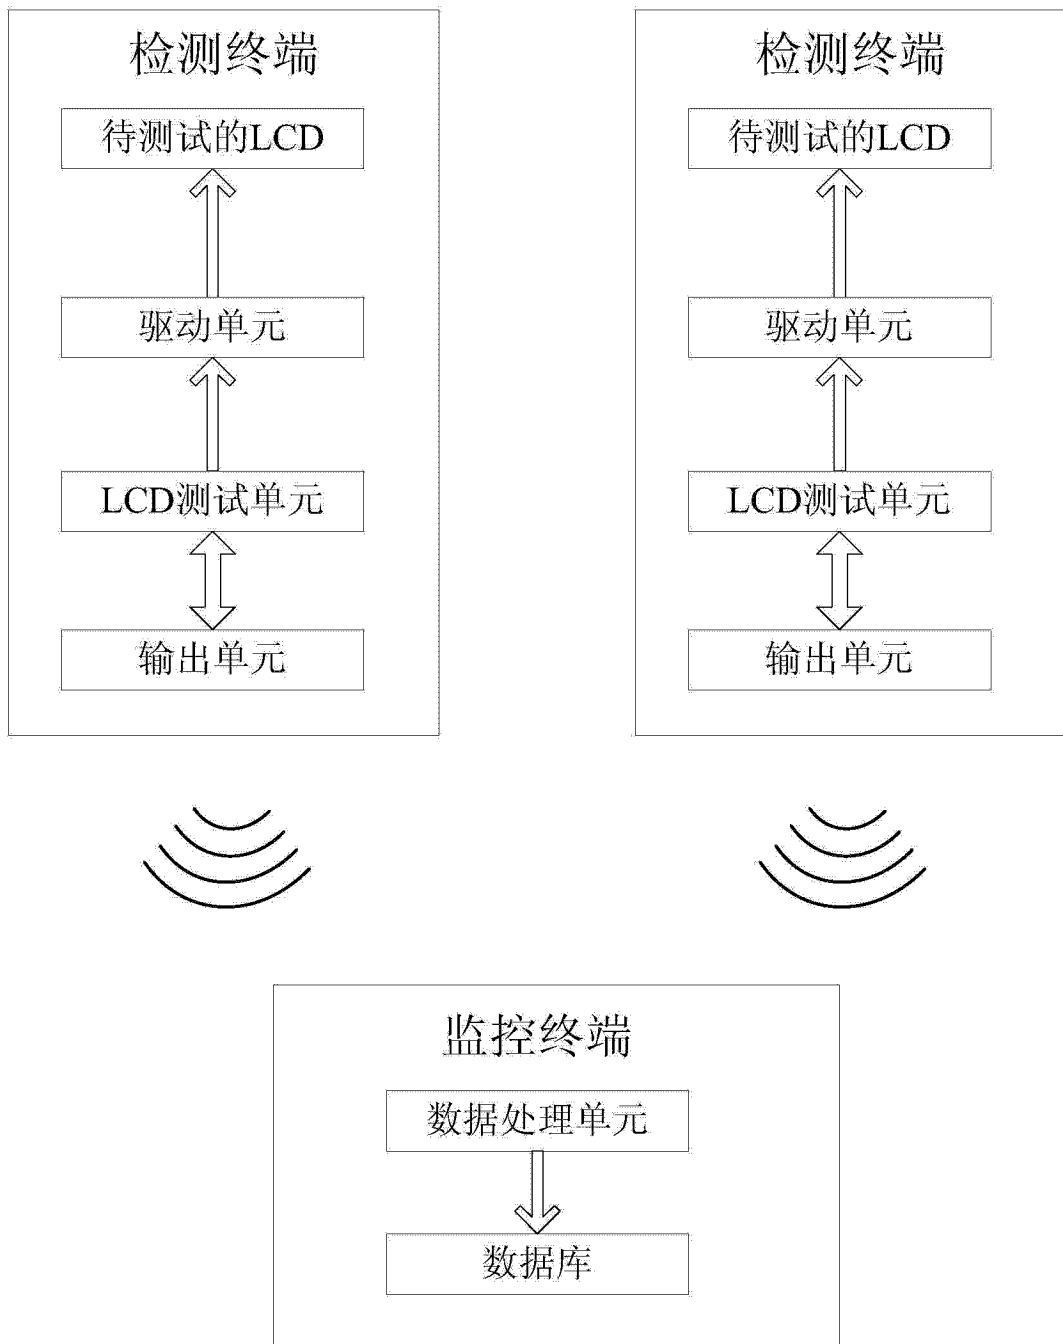 检测终端
待测试的LCD
驱动单元
LCD测试单元
输出单元
检测终端
待测试的LCD
驱动单元
LCD测试单元
输出单元
监控终端
数据处理单元
数据库